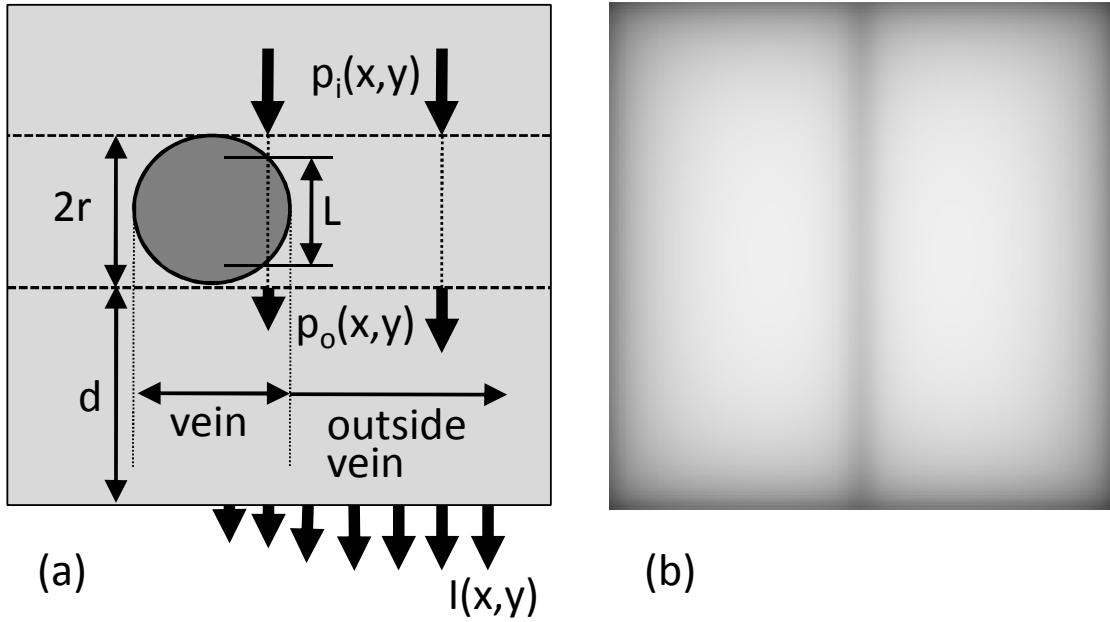 pᵢ(x,y)
2r
L
pₒ(x,y)
d
vein
outside
vein
I(x,y)
(a)
(b)